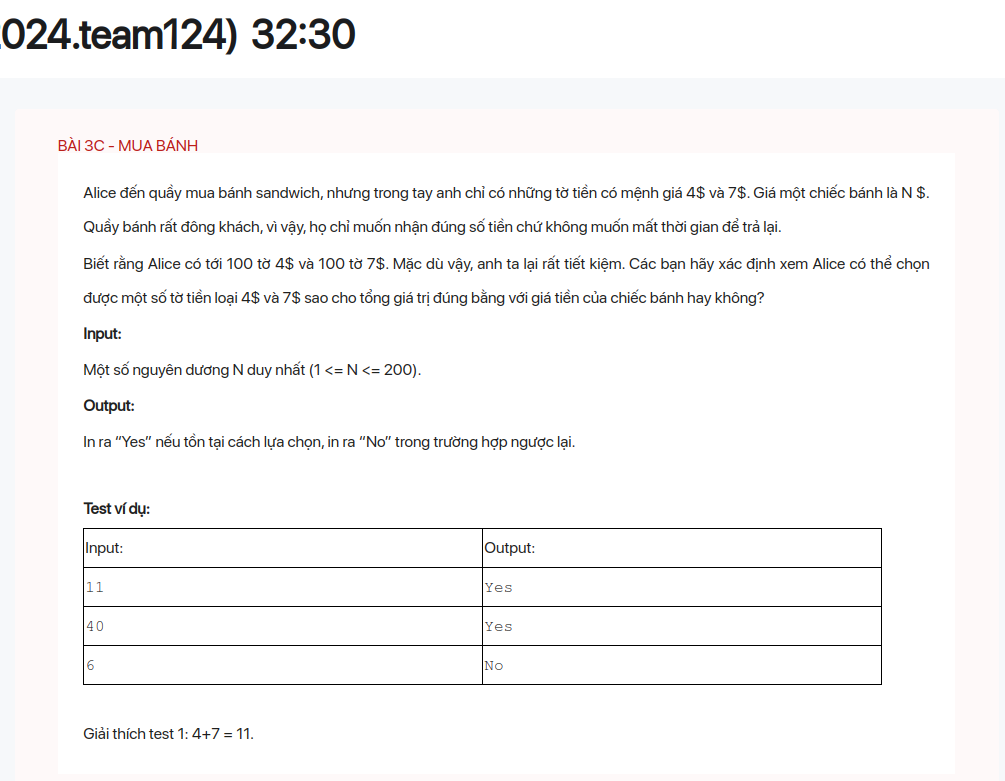 024.team124) 32:30
BÀI 3C - MUA BÁNH
Alice đến quầy mua bánh sandwich, nhưng trong tay anh chỉ có những tờ tiền có mệnh giá 4$ và 7$. Giá một chiếc bánh là N $.
Quầy bánh rất đông khách, vì vậy, họ chỉ muốn nhận đúng số tiền chứ không muốn mất thời gian để trả lại.
Biết rằng Alice có tới 100 tờ 4$ và 100 tờ 7$. Mặc dù vậy, anh ta lại rất tiết kiệm. Các bạn hãy xác định xem Alice có thể chọn
được một số tờ tiền loại 4$ và 7$ sao cho tổng giá trị đúng bằng với giá tiền của chiếc bánh hay không?
Input:
Một số nguyên dương N duy nhất (1 <= N <= 200).
Output:
In ra “Yes” nếu tồn tại cách lựa chọn, in ra “No” trong trường hợp ngược lại.
Test ví dụ:
Input: Output:
11 Yes
40 Yes
6 No
Giải thích test 1: 4+7 = 11.